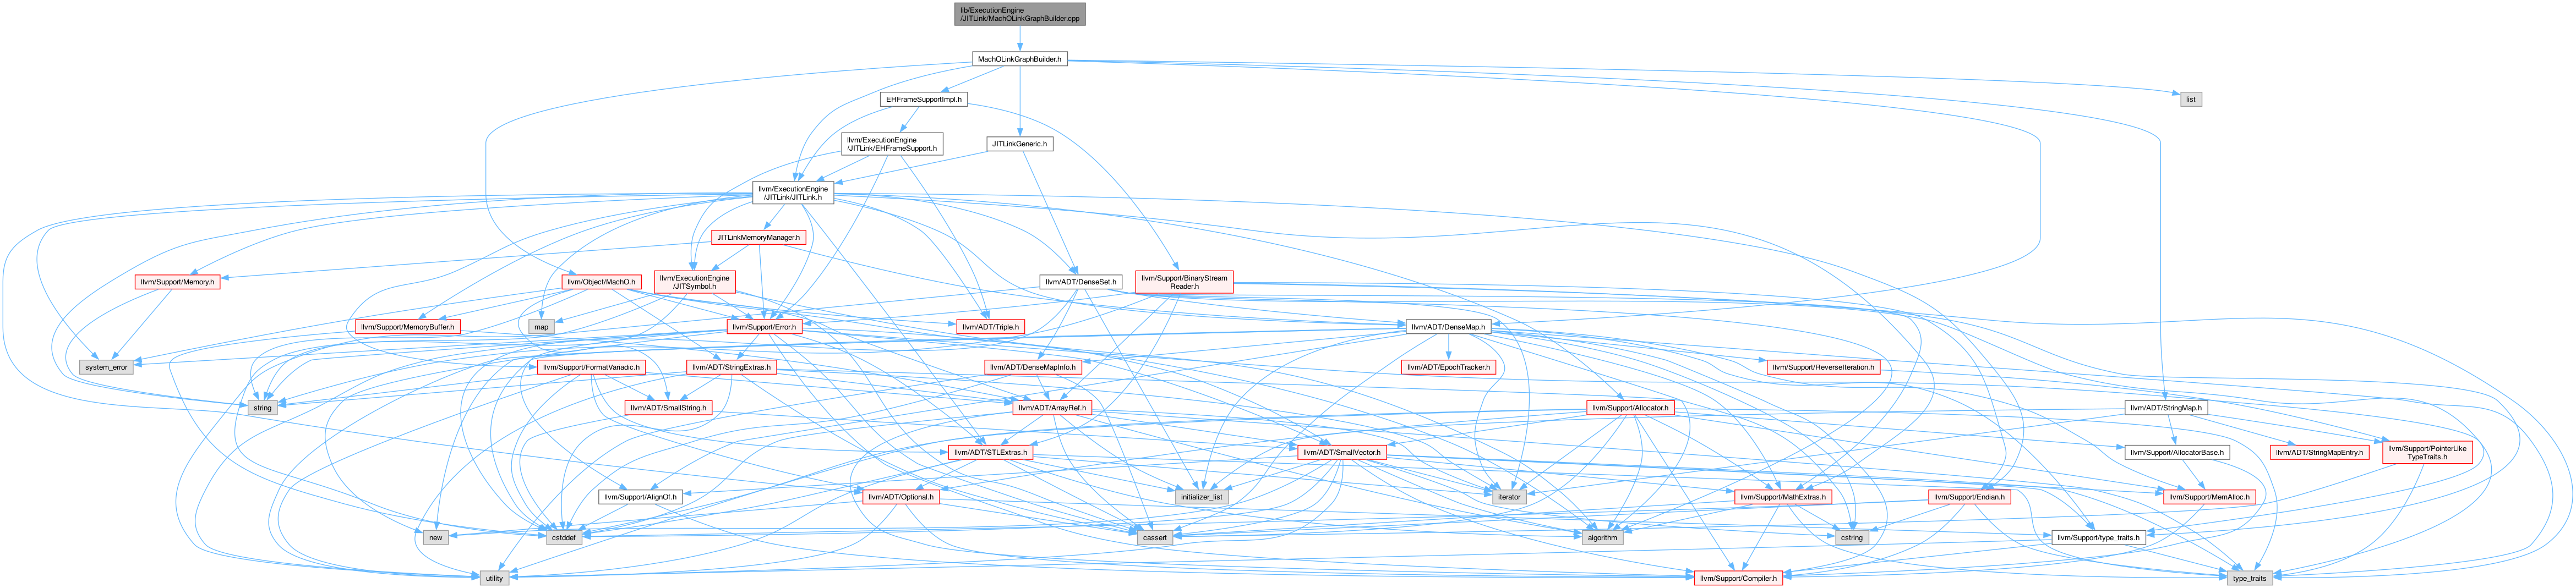 lib/ExecutionEngine
/JITLink/MachOLinkGraphBuilder.cpp
MachOLinkGraphBuilder.h
EHFrameSupportImpl.h
list
llvm/ExecutionEngine
/JITLink/EHFrameSupport.h
JITLinkGeneric.h
llvm/ExecutionEngine
/JITLink/JITLink.h
JITLinkMemoryManager.h
llvm/Support/Memory.h
llvm/Object/MachO.h
llvm/ExecutionEngine
/JITSymbol.h
llvm/ADT/DenseSet.h
llvm/Support/BinaryStream
Reader.h
llvm/Support/MemoryBuffer.h
map
llvm/Support/Error.h
llvm/ADT/Triple.h
llvm/ADT/DenseMap.h
system_error
llvm/Support/FormatVariadic.h
llvm/ADT/StringExtras.h
llvm/ADT/DenseMapInfo.h
llvm/ADT/EpochTracker.h
llvm/Support/ReverseIteration.h
string
llvm/ADT/SmallString.h
llvm/ADT/ArrayRef.h
llvm/Support/Allocator.h
llvm/ADT/StringMap.h
llvm/ADT/STLExtras.h
llvm/ADT/SmallVector.h
llvm/Support/AllocatorBase.h
llvm/ADT/StringMapEntry.h
llvm/Support/PointerLike
TypeTraits.h
llvm/Support/AlignOf.h
llvm/ADT/Optional.h
initializer_list
iterator
llvm/Support/MathExtras.h
llvm/Support/Endian.h
llvm/Support/MemAlloc.h
new
cstddef
cassert
algorithm
cstring
llvm/Support/type_traits.h
utility
llvm/Support/Compiler.h
type_traits